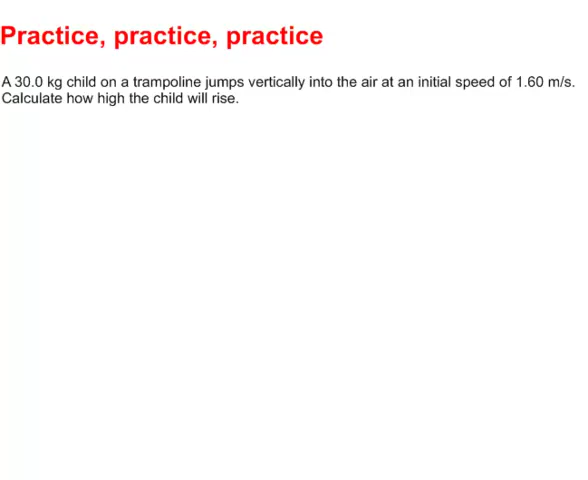 Practice, practice, practice
A 30.0 kg child on a trampoline jumps vertically into the air at an initial speed of 1.60 m/s.
Calculate how high the child will rise.